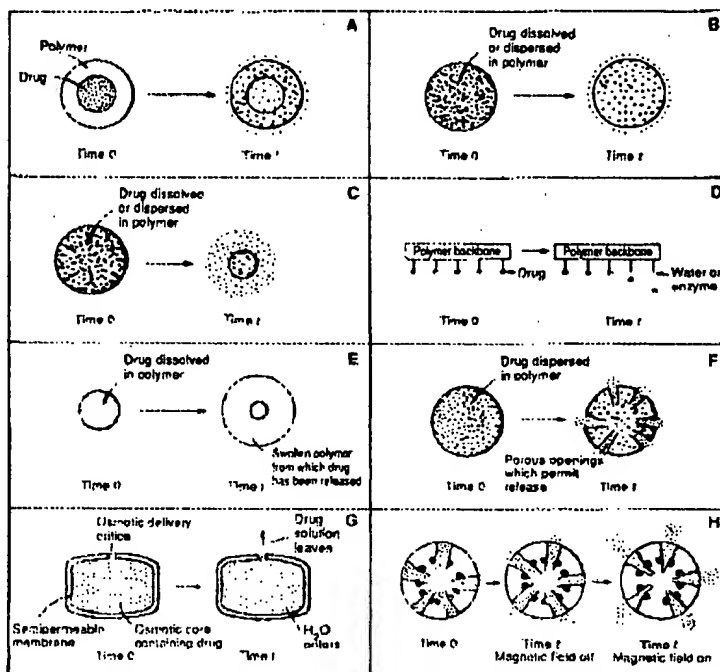 A
Polymer
Drug
Time 0
Time t
B
Drug dissolved
or dispersed
in polymer
Time 0
Time t
C
Drug dissolved
or dispersed
in polymer
Time 0
Time t
D
Polymer backbone
Polymer backbone
Drug
Water or
enzyme
Time 0
Time t
E
Drug dissolved
in polymer
Swollen polymer
from which drug
has been released
Time 0
Time t
F
Drug dispersed
in polymer
Porous openings
which permit
release
Time 0
Time t
G
Osmotic delivery
orifice
Drug
solution
leaves
Semipermeable
membrane
Osmotic core
containing drug
H2O
enters
Time 0
Time t
H
Time 0
Time t
Magnetic field off
Time t
Magnetic field on